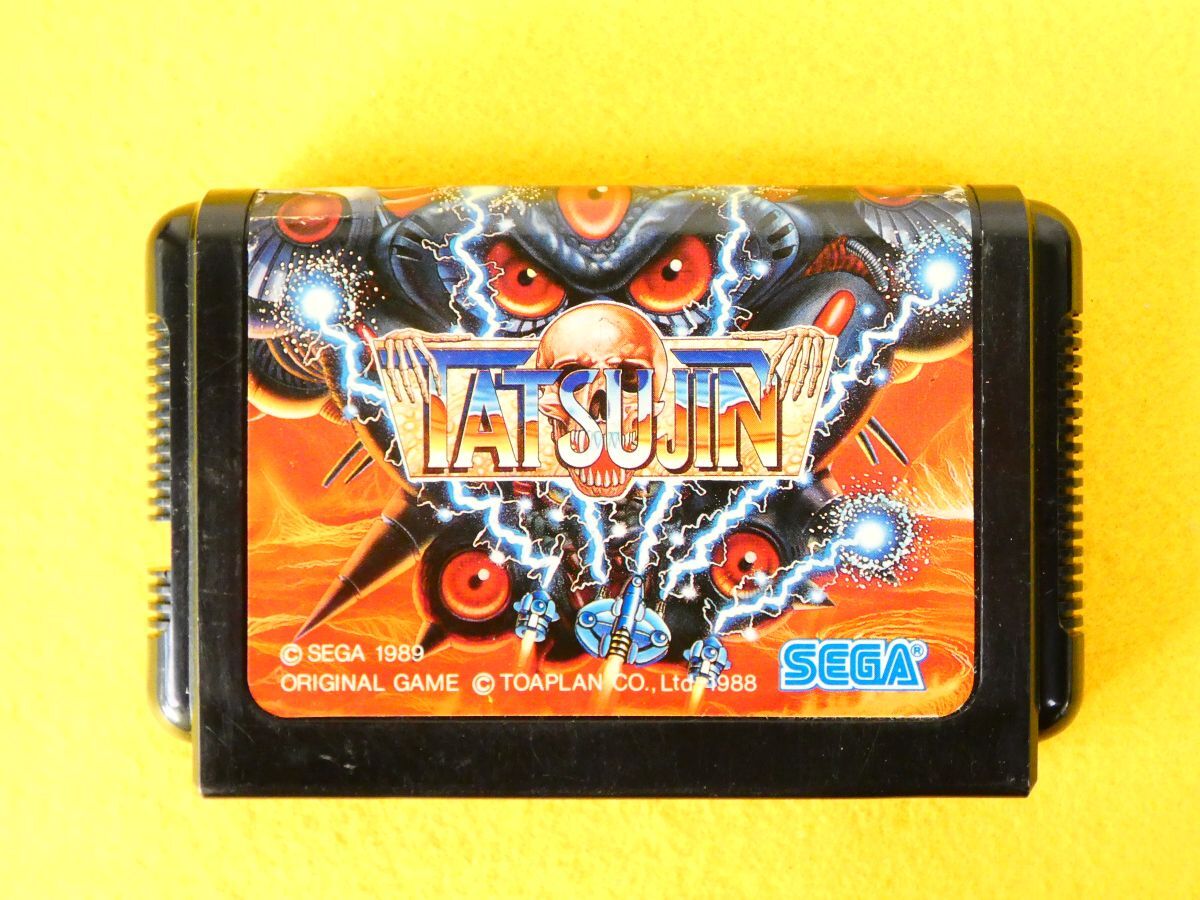 TATSUJIN
© SEGA 1989
ORIGINAL GAME © TOAPLAN CO., Ltd 1988
SEGA®